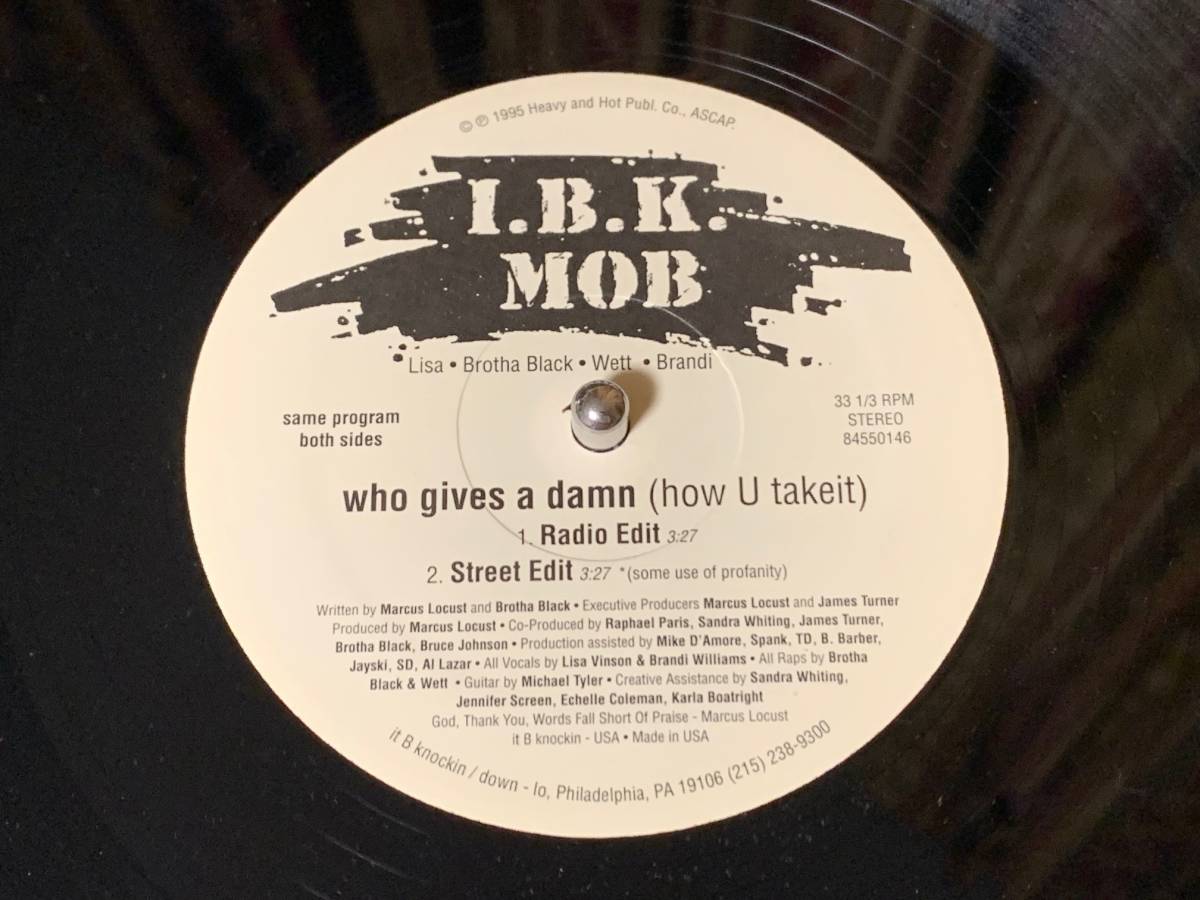 © ℗ 1995 Heavy and Hot Publ. Co., ASCAP.
I.B.K.
MOB
Lisa • Brotha Black • Wett • Brandi
same program
both sides
33 1/3 RPM
STEREO
84550146
who gives a damn (how U takeit)
1. Radio Edit 3:27
2. Street Edit 3:27 *(some use of profanity)
Written by Marcus Locust and Brotha Black • Executive Producers Marcus Locust and James Turner
Produced by Marcus Locust • Co-Produced by Raphael Paris, Sandra Whiting, James Turner,
Brotha Black, Bruce Johnson • Production assisted by Mike D'Amore, Spank, TD, B. Barber,
Jayski, SD, Al Lazar • All Vocals by Lisa Vinson & Brandi Williams • All Raps by Brotha
Black & Wett • Guitar by Michael Tyler • Creative Assistance by Sandra Whiting,
Jennifer Screen, Echelle Coleman, Karla Boatright
God, Thank You, Words Fall Short Of Praise - Marcus Locust
it B knockin - USA • Made in USA
it B knockin / down - lo, Philadelphia, PA 19106 (215) 238-9300